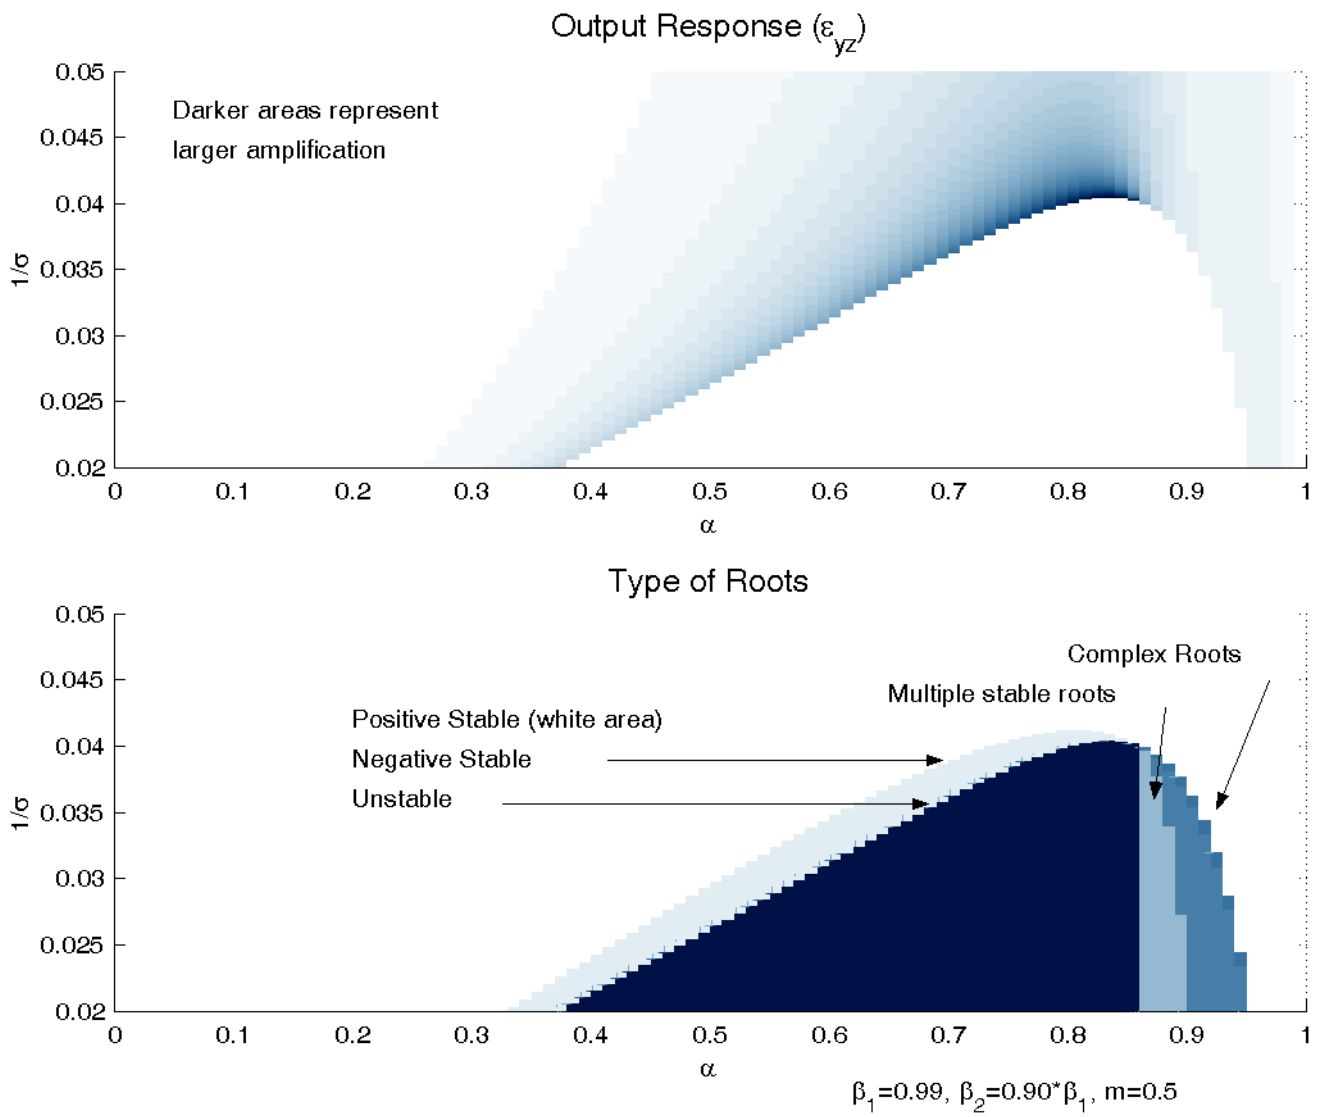 Output Response (ε_yz)
Darker areas represent
larger amplification
0.05
0.045
0.04
0.035
0.03
0.025
0.02
1/σ
0 0.1 0.2 0.3 0.4 0.5 0.6 0.7 0.8 0.9 1
α
Type of Roots
Complex Roots
Multiple stable roots
Positive Stable (white area)
Negative Stable
Unstable
0.05
0.045
0.04
0.035
0.03
0.025
0.02
1/σ
0 0.1 0.2 0.3 0.4 0.5 0.6 0.7 0.8 0.9 1
α
β₁=0.99, β₂=0.90*β₁, m=0.5